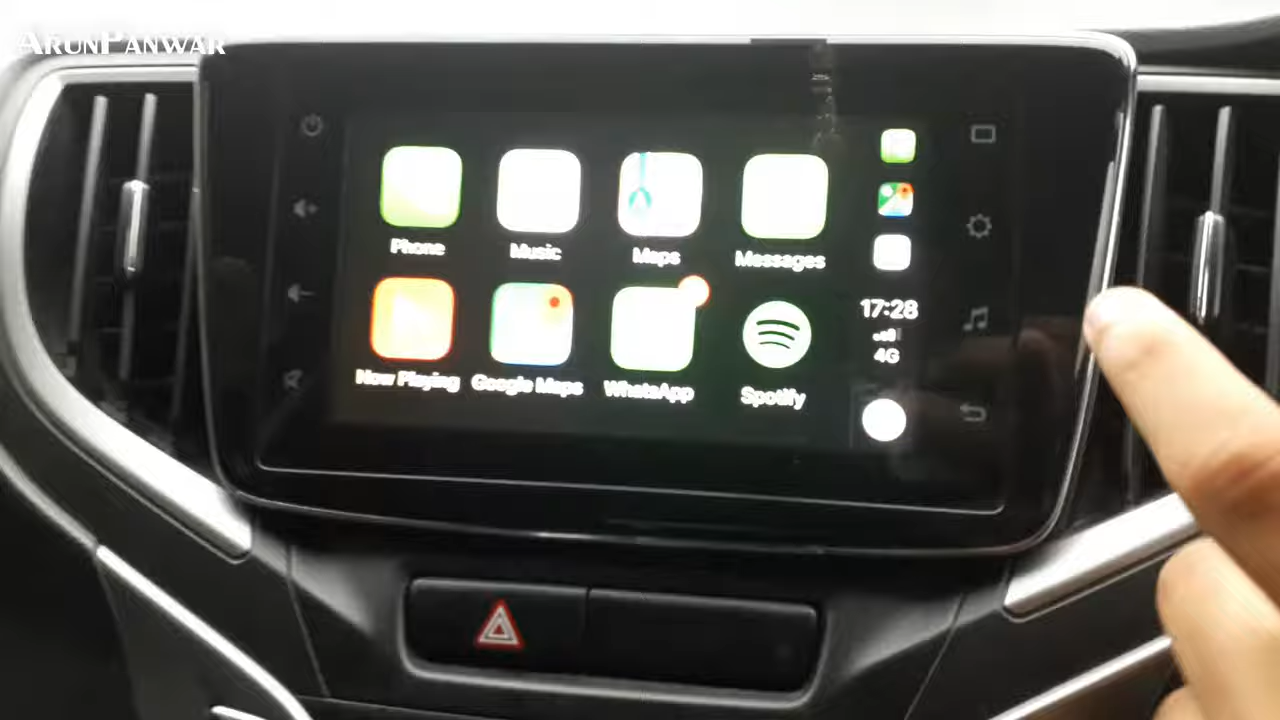 ArunPanwar
Phone
Music
Maps
Messages
Now Playing
Google Maps
WhatsApp
Spotify
17:28
4G